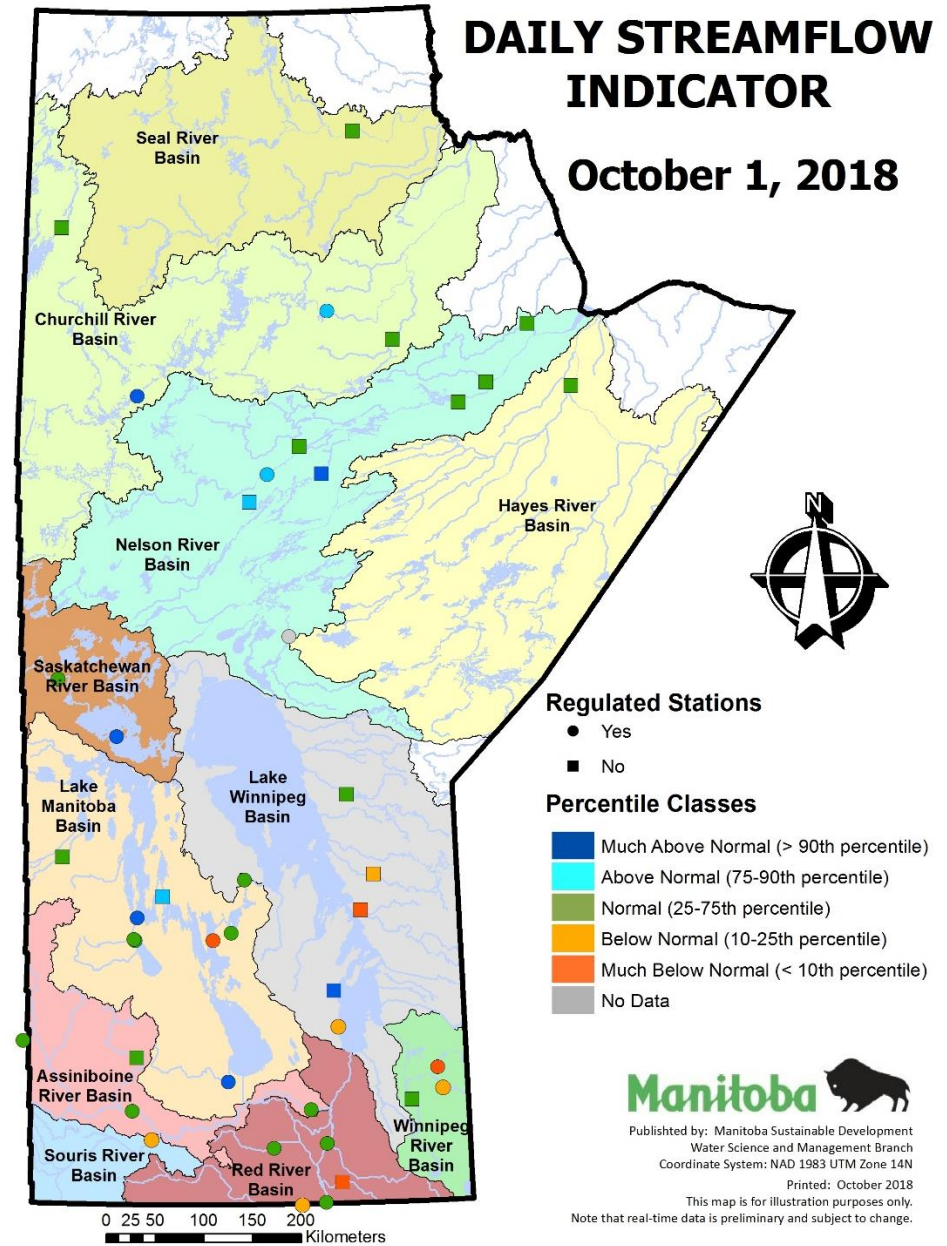 DAILY STREAMFLOW
INDICATOR
October 1, 2018
Seal River
Basin
Churchill River
Basin
Hayes River
Basin
Nelson River
Basin
N
Saskatchewan
River Basin
Regulated Stations
Yes
No
Lake
Manitoba
Basin
Lake
Winnipeg
Basin
Percentile Classes
Much Above Normal (> 90th percentile)
Above Normal (75-90th percentile)
Normal (25-75th percentile)
Below Normal (10-25th percentile)
Much Below Normal (< 10th percentile)
No Data
Assiniboine
River Basin
Souris River
Basin
Red River
Basin
Winnipeg
River
Basin
Manitoba
Publishted by: Manitoba Sustainable Development
Water Science and Management Branch
Coordinate System: NAD 1983 UTM Zone 14N
Printed: October 2018
This map is for illustration purposes only.
Note that real-time data is preliminary and subject to change.
0 25 50 100 150 200
Kilometers